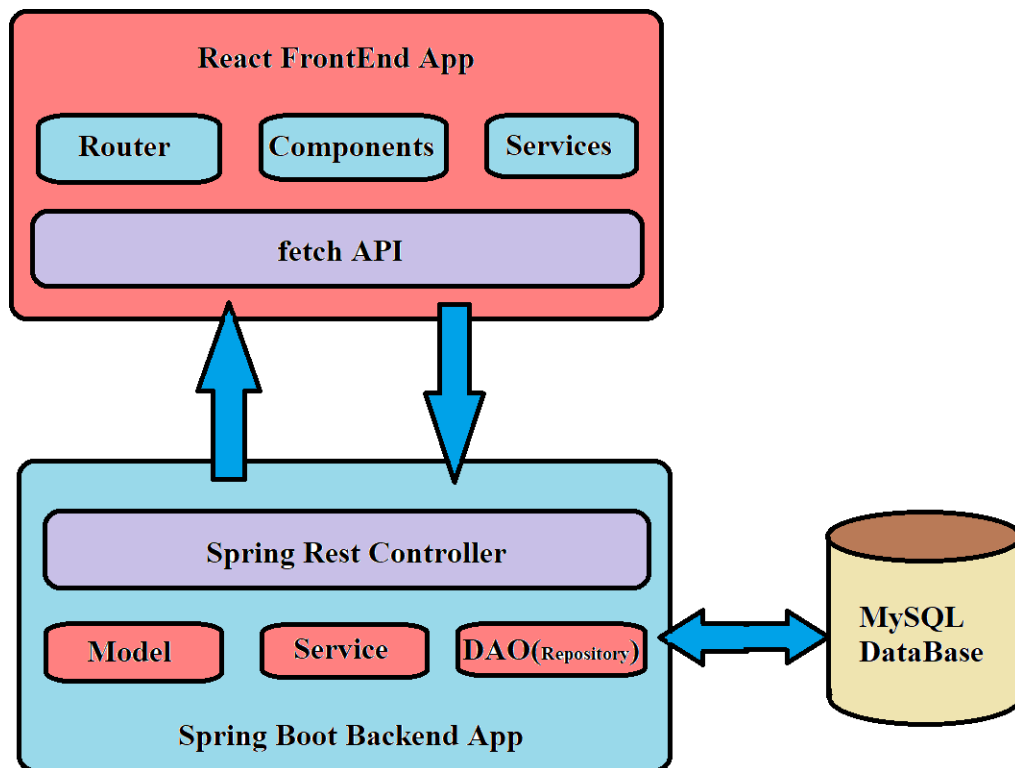 React FrontEnd App
Router
Components
Services
fetch API
Spring Rest Controller
Model
Service
DAO(Repository)
MySQL
DataBase
Spring Boot Backend App